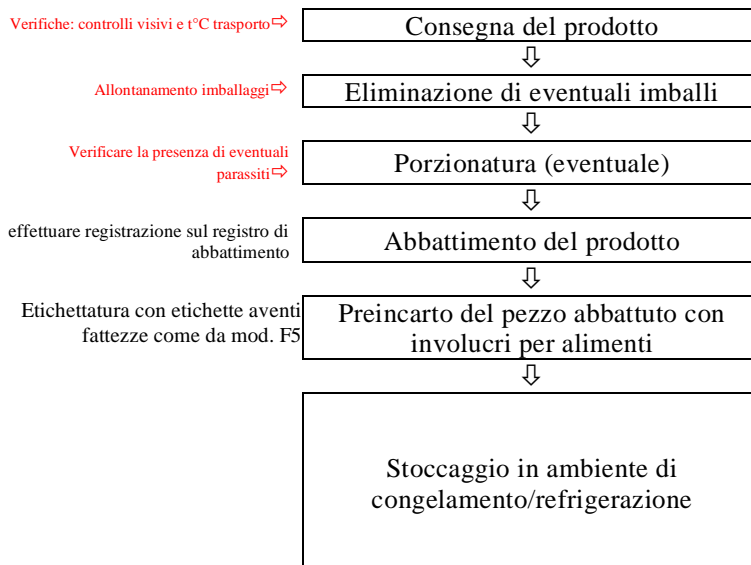 Verifiche: controlli visivi e t°C trasporto⇨
Consegna del prodotto
⇩
Allontanamento imballaggi⇨
Eliminazione di eventuali imballi
⇩
Verificare la presenza di eventuali
parassiti⇨
Porzionatura (eventuale)
⇩
effettuare registrazione sul registro di
abbattimento
Abbattimento del prodotto
⇩
Etichettatura con etichette aventi
fattezze come da mod. F5
Preincarto del pezzo abbattuto con
involucri per alimenti
⇩
Stoccaggio in ambiente di
congelamento/refrigerazione